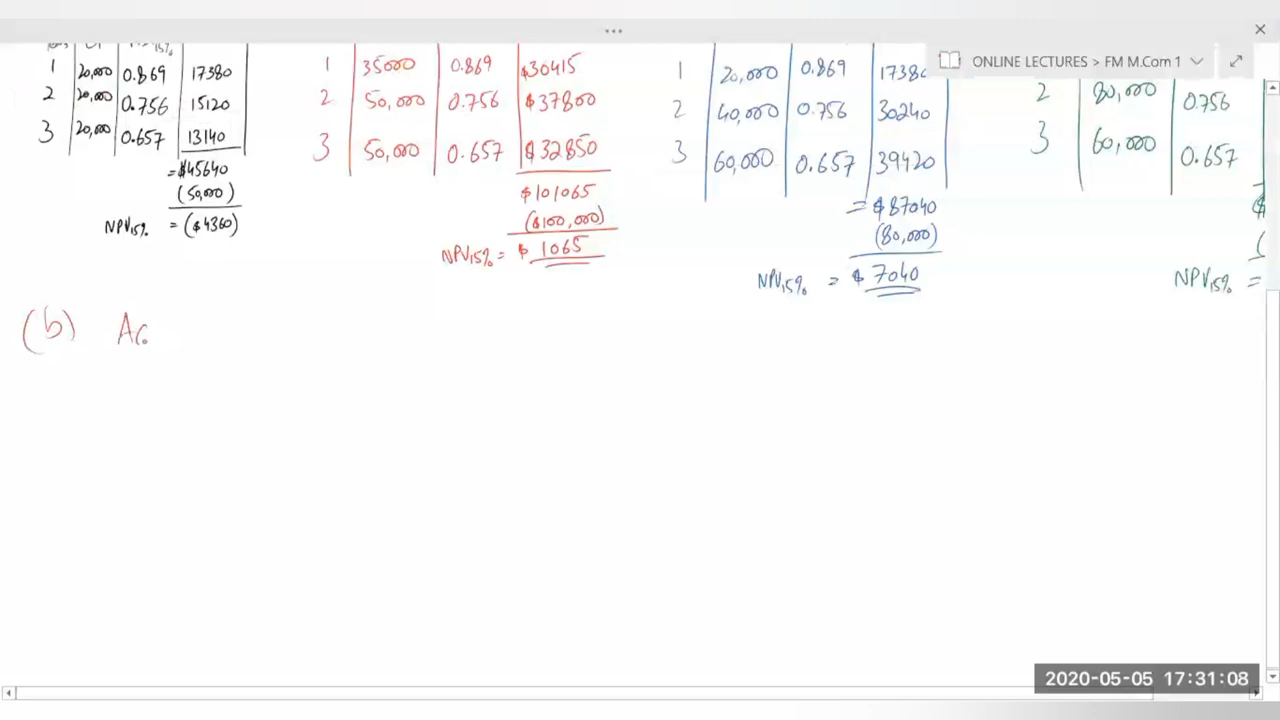 ONLINE LECTURES > FM M.Com 1
1 20,000 0.869 17380
2 20,000 0.756 15120
3 20,000 0.657 13140
= $45640
(50,000)
NPV15% = ($4360)
1 35000 0.869 $30415
2 50,000 0.756 $37800
3 50,000 0.657 $32850
$101065
($100,000)
NPV15% = $ 1065
1 20,000 0.869 17380
2 40,000 0.756 30240
3 60,000 0.657 39420
= $87040
(80,000)
NPV15% = $ 7040
2 80,000 0.756
3 60,000 0.657
$
(
NPV15% =
(b) Ac
2020-05-05 17:31:08